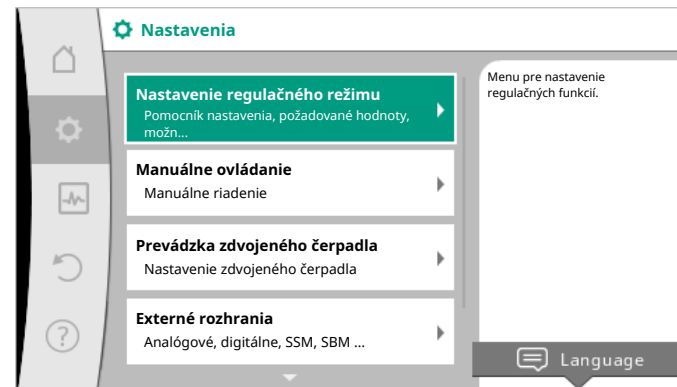 Nastavenia
Nastavenie regulačného režimu
Pomocník nastavenia, požadované hodnoty,
možn...
Manuálne ovládanie
Manuálne riadenie
Prevádzka zdvojeného čerpadla
Nastavenie zdvojeného čerpadla
Externé rozhrania
Analógové, digitálne, SSM, SBM ...
Menu pre nastavenie
regulačných funkcií.
Language
?